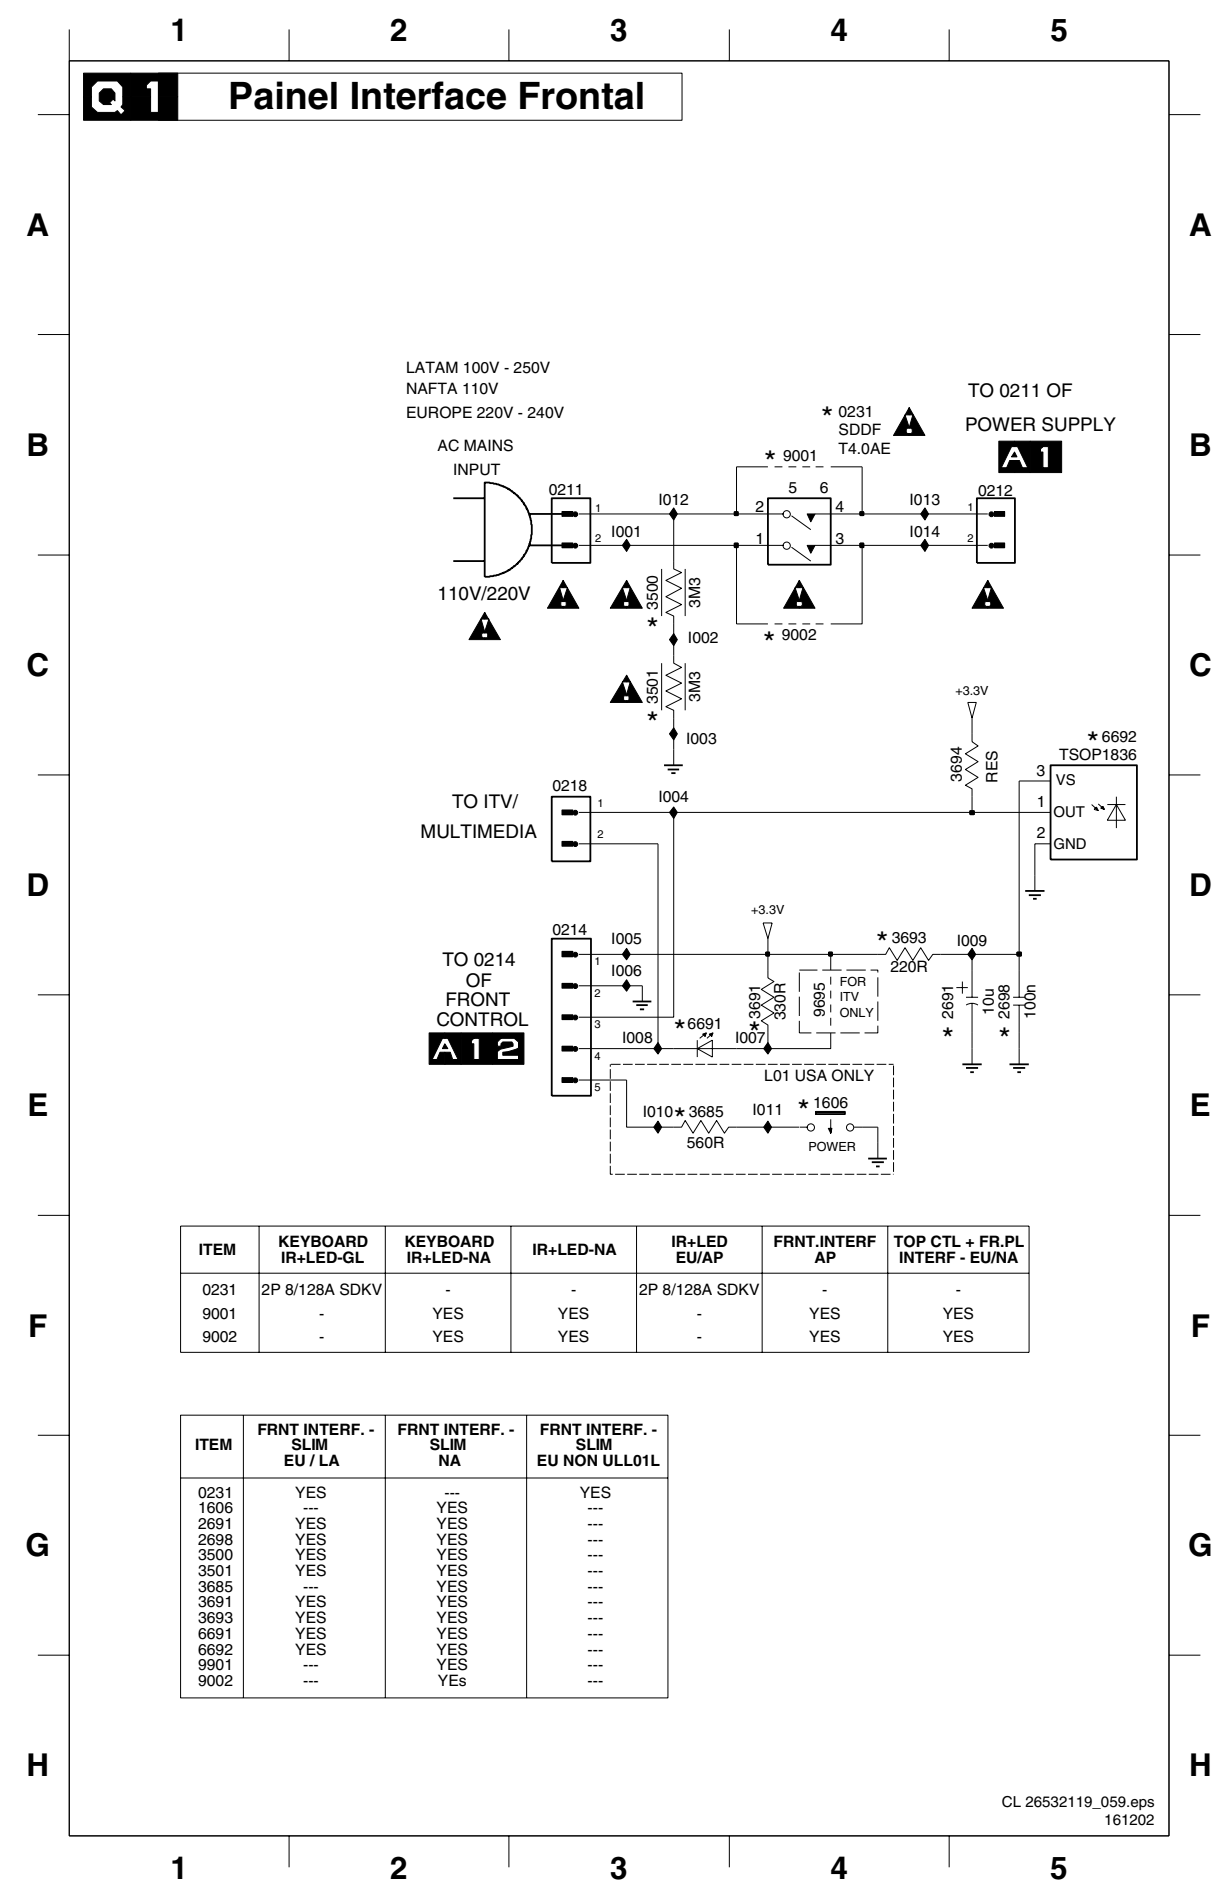 1 2 3 4 5
Q 1 Painel Interface Frontal
A A
LATAM 100V - 250V
NAFTA 110V
EUROPE 220V - 240V
AC MAINS
INPUT
110V/220V
B B
* 0231
SDDF
T4.0AE
TO 0211 OF
POWER SUPPLY
A 1
* 9001
0211
1
2
I012
I001
5 6
2 4
1 3
I013
I014
0212
1
2
* 9002
C C
* 3500
3M3
I002
* 3501
3M3
I003
+3.3V
3694
RES
* 6692
TSOP1836
3 VS
1 OUT
2 GND
TO ITV/
MULTIMEDIA
0218
1
2
I004
D D
TO 0214
OF
FRONT
CONTROL
A 1 2
0214
1
2
3
4
5
I005
I006
I008
* 6691
I007
+3.3V
* 3691
330R
9695
FOR
ITV
ONLY
* 3693
220R
I009
* 2691
+
10u
* 2698
100n
E E
L01 USA ONLY
I010
* 3685
560R
I011
* 1606
POWER
F F
ITEM KEYBOARD IR+LED-GL KEYBOARD IR+LED-NA IR+LED-NA IR+LED EU/AP FRNT.INTERF AP TOP CTL + FR.PL INTERF - EU/NA
0231 2P 8/128A SDKV - - 2P 8/128A SDKV - -
9001 - YES YES - YES YES
9002 - YES YES - YES YES
G G
ITEM FRNT INTERF. - SLIM EU / LA FRNT INTERF. - SLIM NA FRNT INTERF. - SLIM EU NON ULL01L
0231 YES --- YES
1606 --- YES ---
2691 YES YES ---
2698 YES YES ---
3500 YES YES ---
3501 YES YES ---
3685 --- YES ---
3691 YES YES ---
3693 YES YES ---
6691 YES YES ---
6692 YES YES ---
9901 --- YES ---
9002 --- YEs ---
H H
CL 26532119_059.eps
161202
1 2 3 4 5